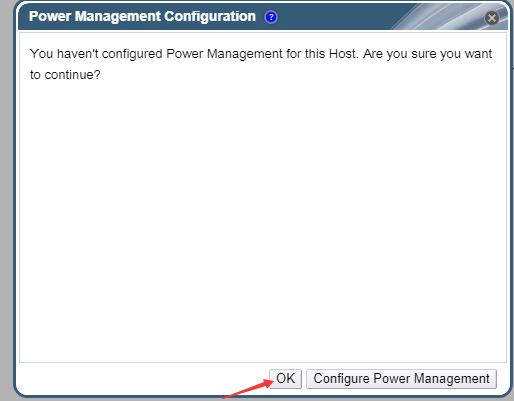 Power Management Configuration ?
You haven't configured Power Management for this Host. Are you sure you want
to continue?
OK Configure Power Management